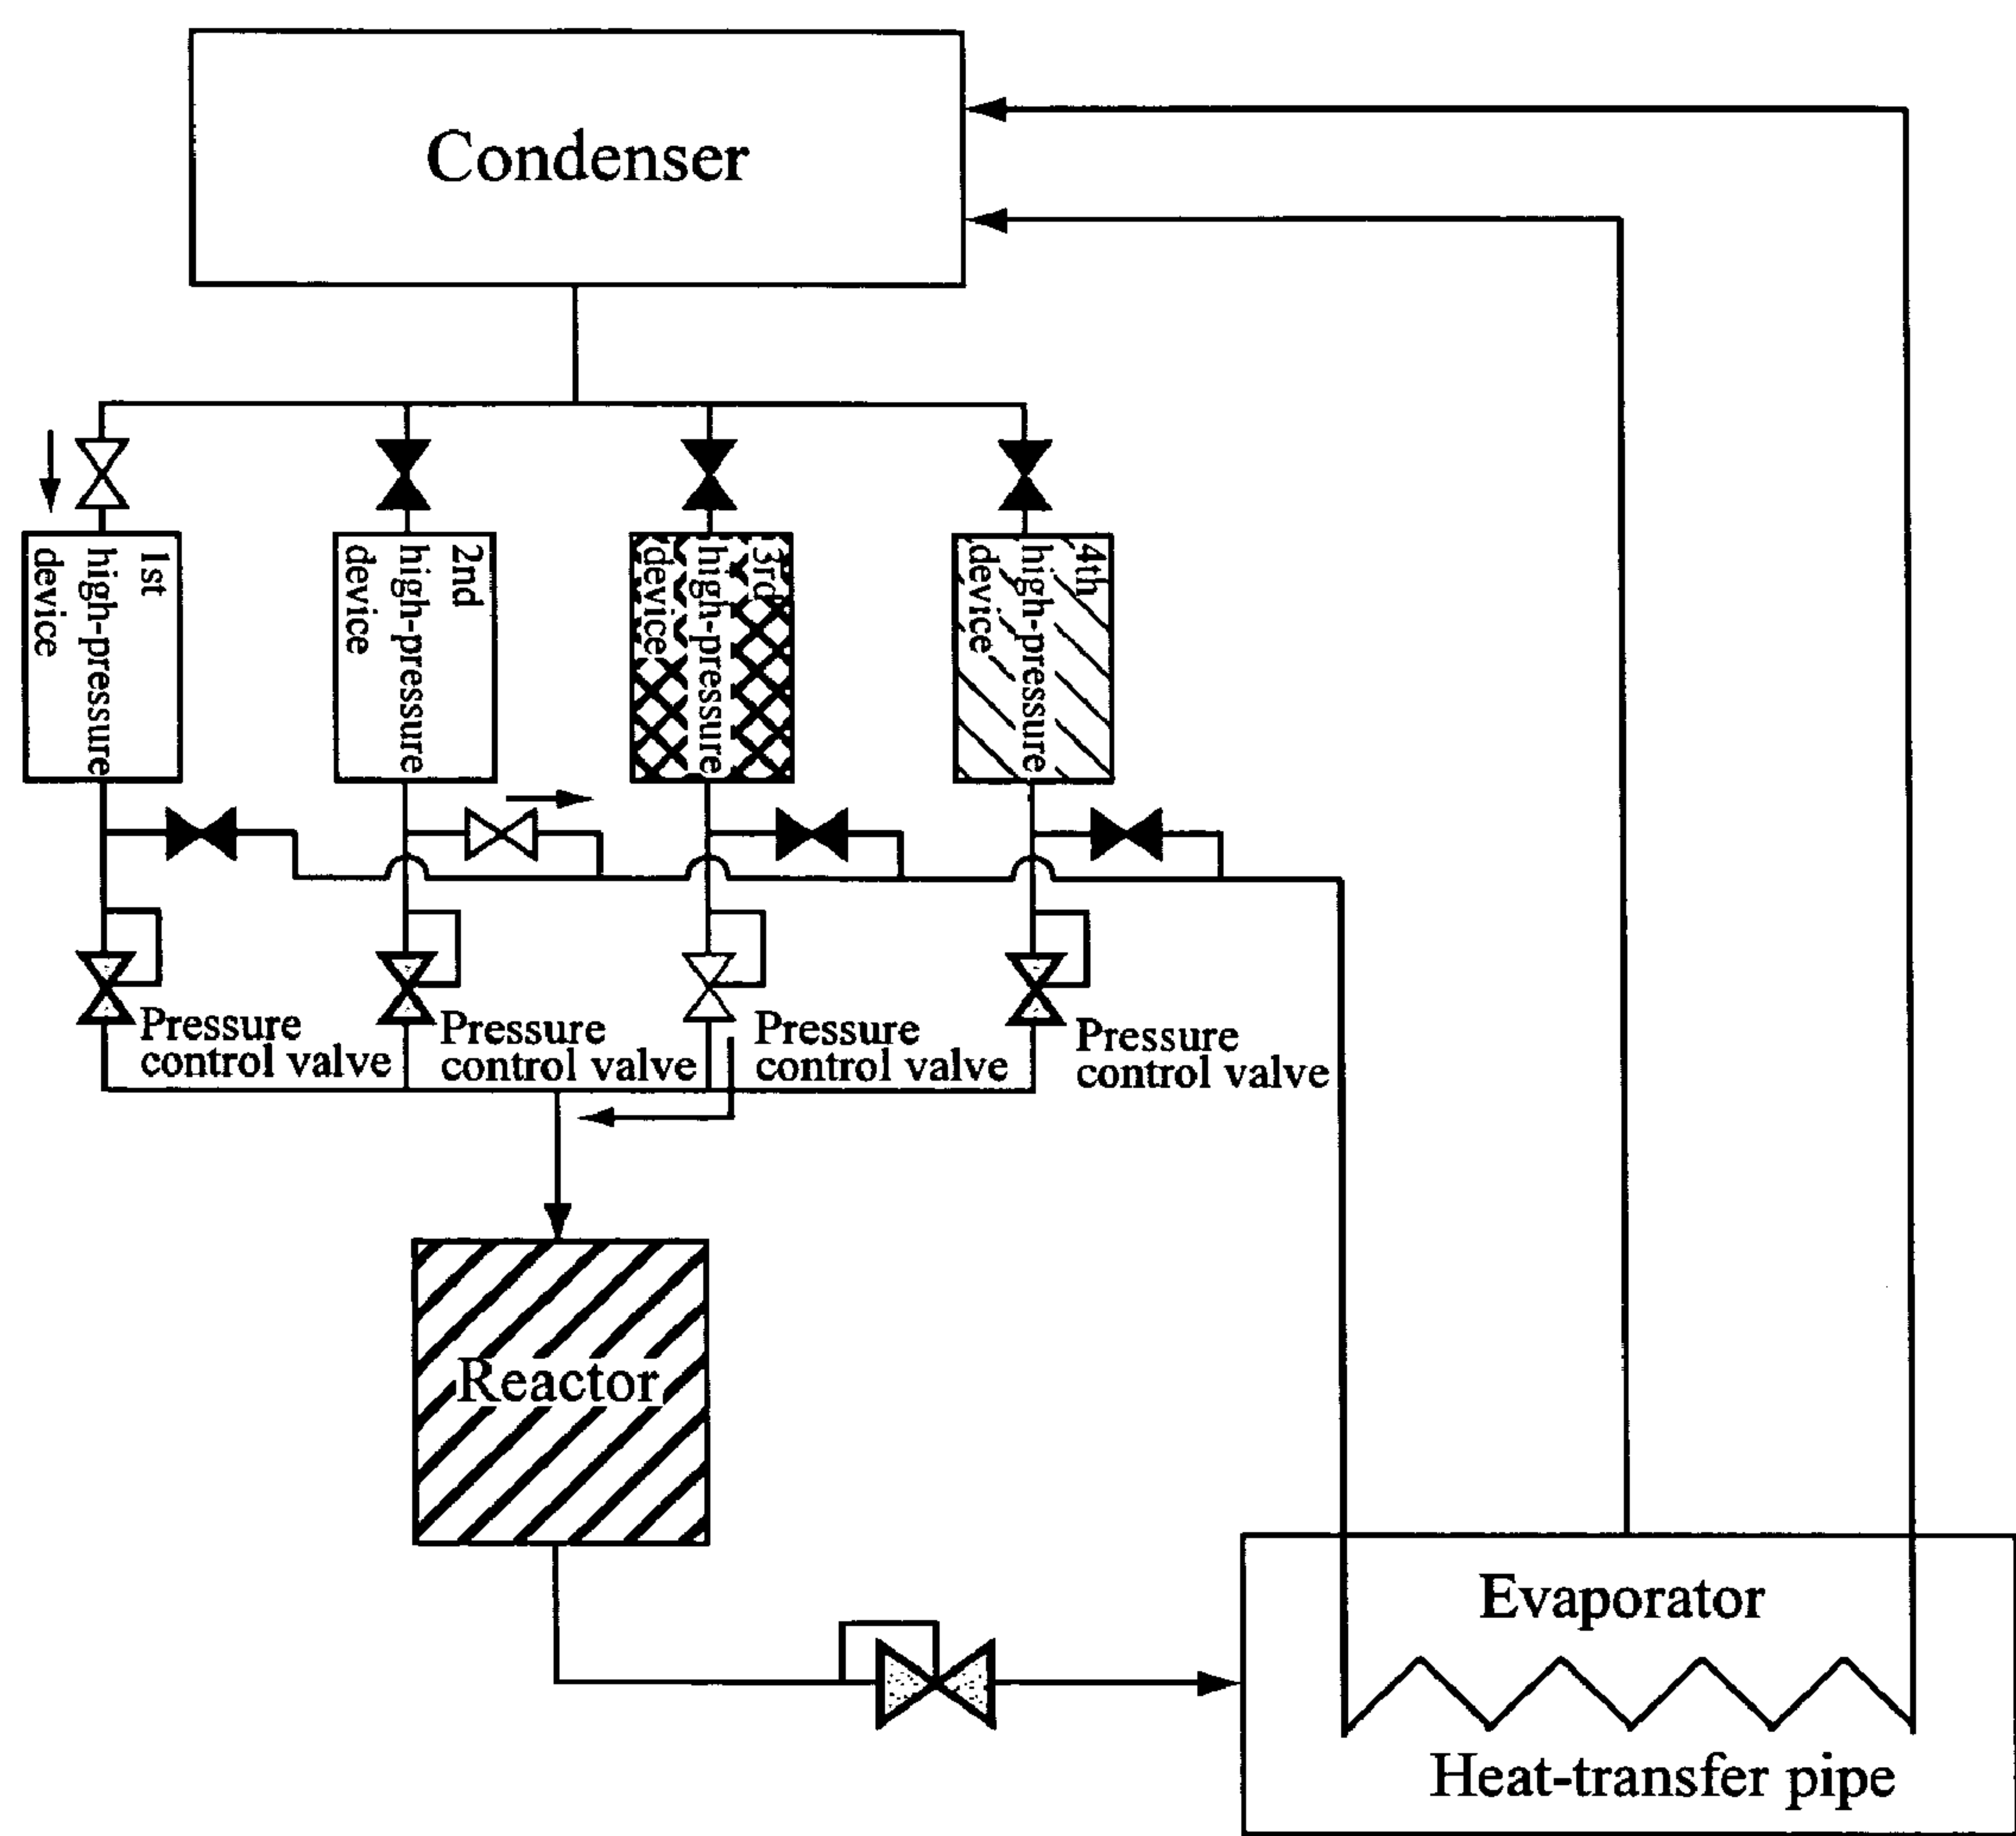 Condenser
1st
high-pressure
device
2nd
high-pressure
device
3rd
high-pressure
device
4th
high-pressure
device
Pressure
control valve
Pressure
control valve
Pressure
control valve
Pressure
control valve
Reactor
Evaporator
Heat-transfer pipe